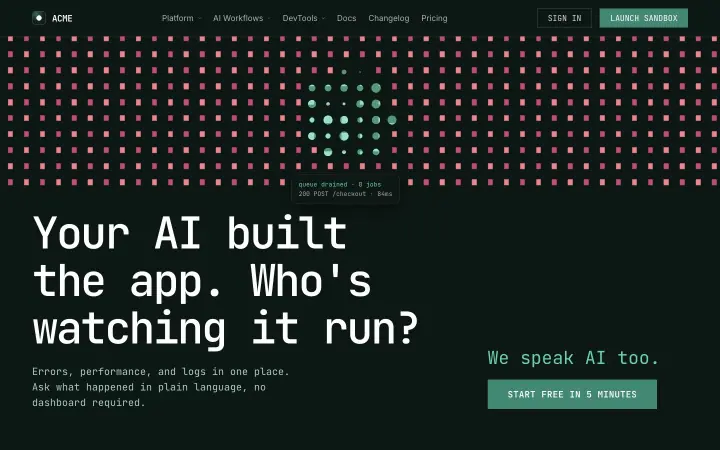 ACME
Platform
AI Workflows
DevTools
Docs
Changelog
Pricing
SIGN IN
LAUNCH SANDBOX
queue drained · 0 jobs
200 POST /checkout · 84ms
Your AI built
the app. Who's
watching it run?
Errors, performance, and logs in one place.
Ask what happened in plain language, no
dashboard required.
We speak AI too.
START FREE IN 5 MINUTES